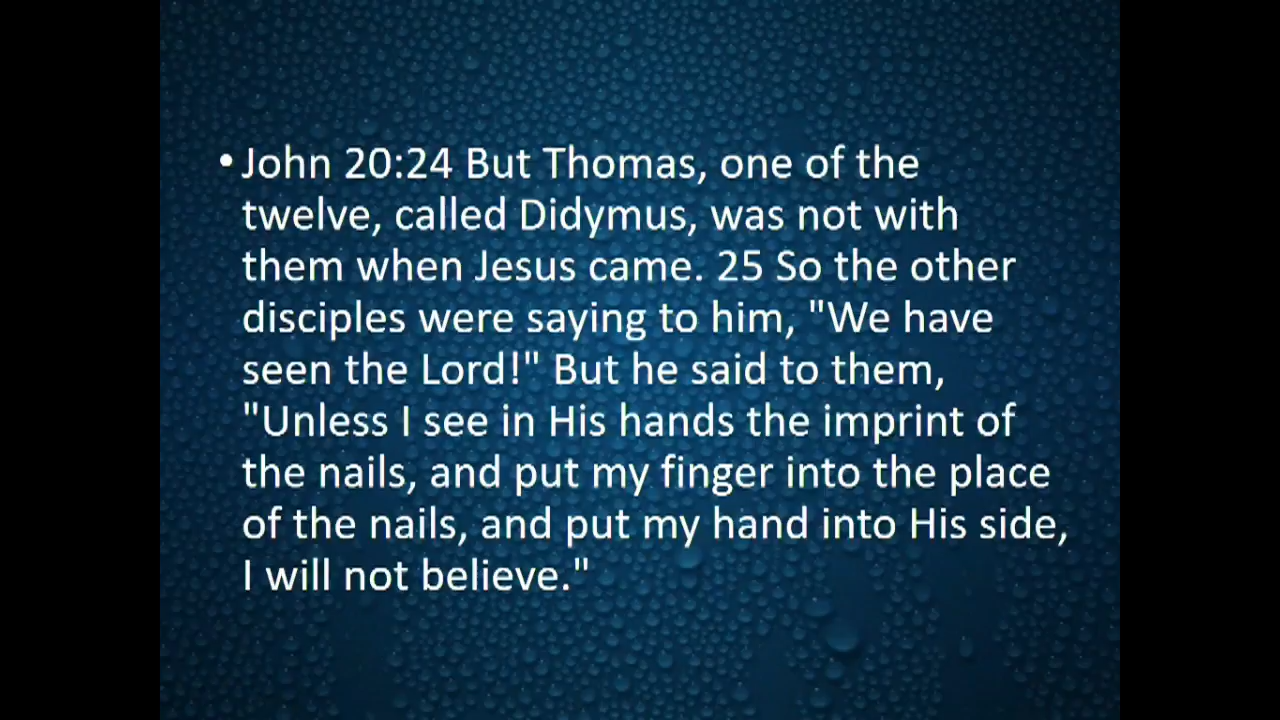 • John 20:24 But Thomas, one of the
twelve, called Didymus, was not with
them when Jesus came. 25 So the other
disciples were saying to him, "We have
seen the Lord!" But he said to them,
"Unless I see in His hands the imprint of
the nails, and put my finger into the place
of the nails, and put my hand into His side,
I will not believe."